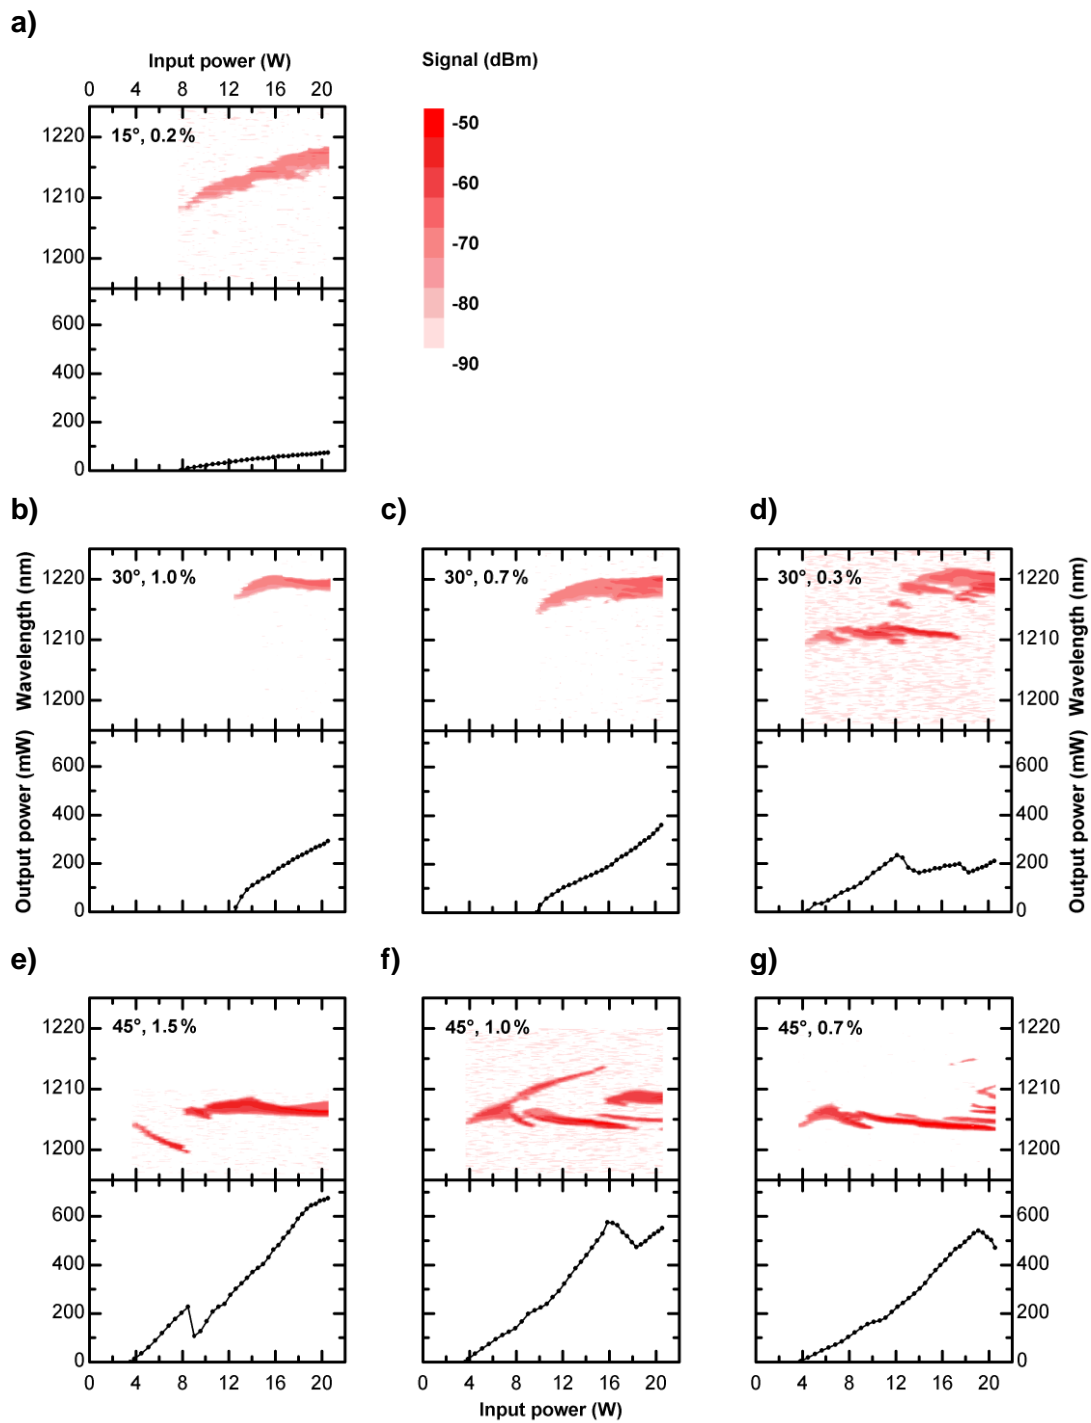 a)
Input power (W)
Signal (dBm)
0 4 8 12 16 20
15°, 0.2 %
1220
1210
1200
-50
-60
-70
-80
-90
600
400
200
0
b) c) d)
30°, 1.0 % 30°, 0.7 % 30°, 0.3 %
Wavelength (nm)
1220
1210
1200
1220
1210
1200
Wavelength (nm)
Output power (mW)
600
400
200
0
600
400
200
0
Output power (mW)
e) f) g)
45°, 1.5 % 45°, 1.0 % 45°, 0.7 %
1220
1210
1200
1220
1210
1200
600
400
200
0
600
400
200
0
0 4 8 12 16 20 0 4 8 12 16 20 0 4 8 12 16 20
Input power (W)